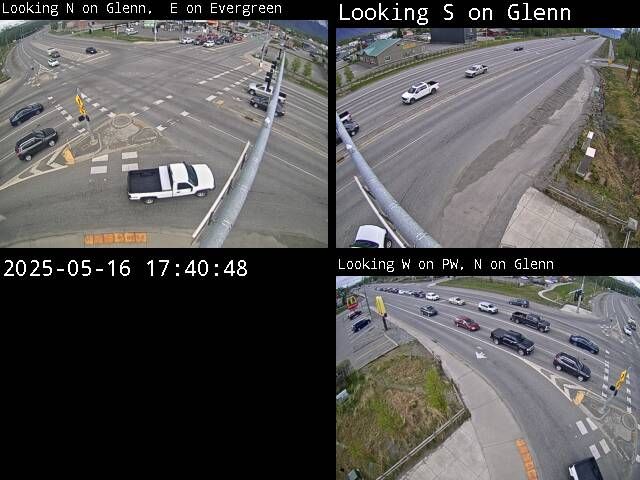 Looking N on Glenn, E on Evergreen
Looking S on Glenn
2025-05-16 17:40:48
Looking W on PW, N on Glenn